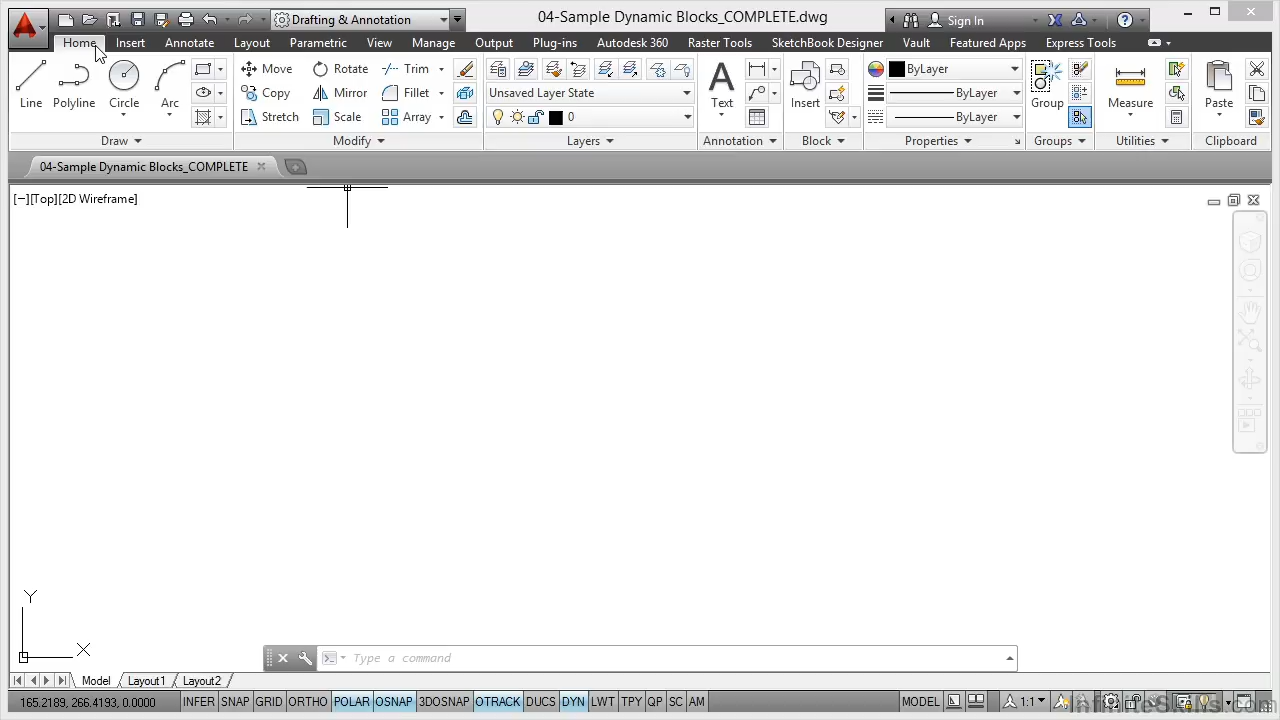 Drafting & Annotation
04-Sample Dynamic Blocks_COMPLETE.dwg
Sign In
Home Insert Annotate Layout Parametric View Manage Output Plug-ins Autodesk 360 Raster Tools SketchBook Designer Vault Featured Apps Express Tools
Move Rotate Trim ByLayer
Unsaved Layer State
Line Polyline Circle Arc Copy Mirror Fillet Text Insert ByLayer Group Measure Paste
Stretch Scale Array 0 ByLayer
Draw Modify Layers Annotation Block Properties Groups Utilities Clipboard
04-Sample Dynamic Blocks_COMPLETE
[−][Top][2D Wireframe]
Y
X
Type a command
Model Layout1 Layout2
165.2189, 266.4193, 0.0000 INFER SNAP GRID ORTHO POLAR OSNAP 3DOSNAP OTRACK DUCS DYN LWT TPY QP SC AM MODEL 1:1
InfiniteSkills.com